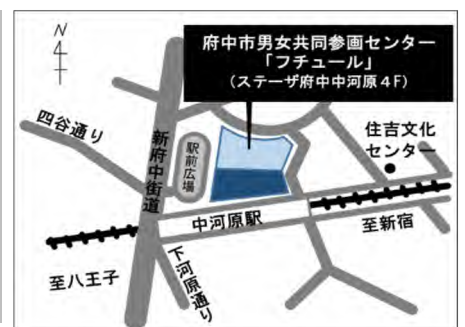 N
府中市男女共同参画センター
「フチュール」
(ステーザ府中中河原4F)
四谷通り
新府中街道
駅前広場
住吉文化
センター
中河原駅
至新宿
至八王子
下河原通り